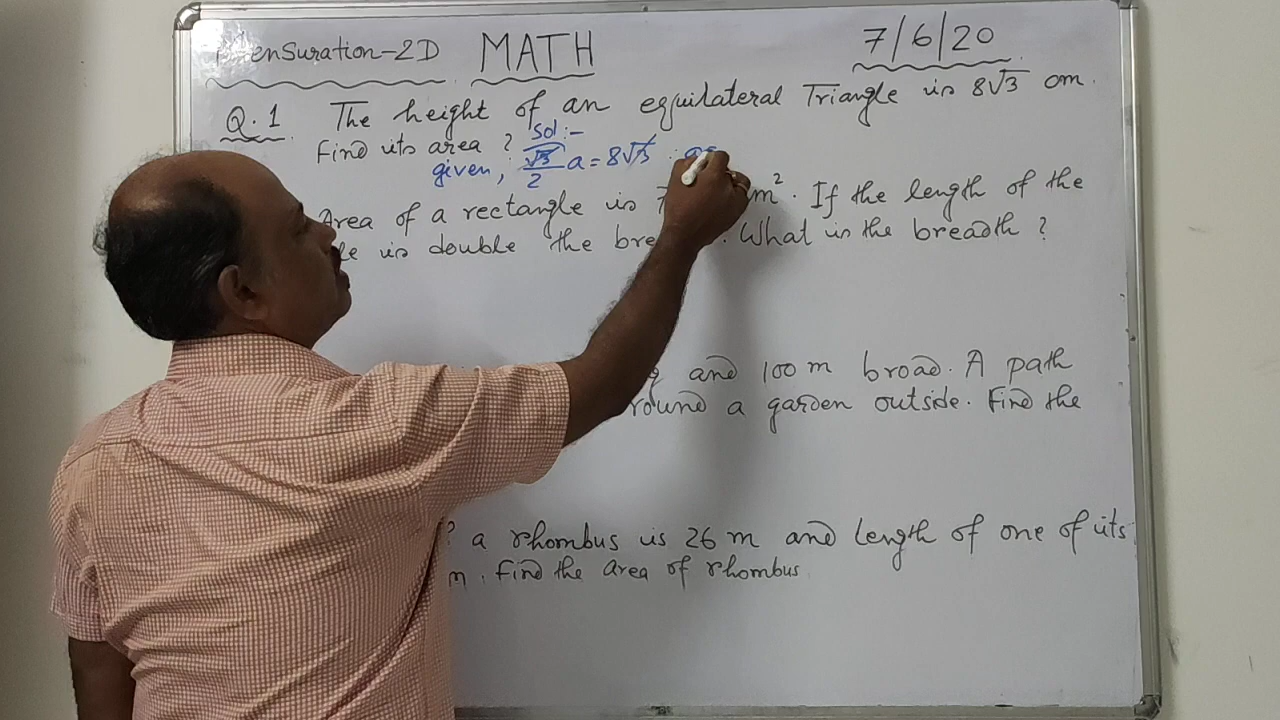 ensuration-2D MATH 7/6/20
Q.1 The height of an equilateral Triangle is 8√3 cm.
Find its area ? Sol:-
given, √3/2 a = 8√3
Area of a rectangle is 7 m². If the length of the
le is double the bre . What is the breadth ?
and 100 m broad. A path
round a garden outside. Find the
a rhombus is 26 m and length of one of its
m. Find the area of rhombus